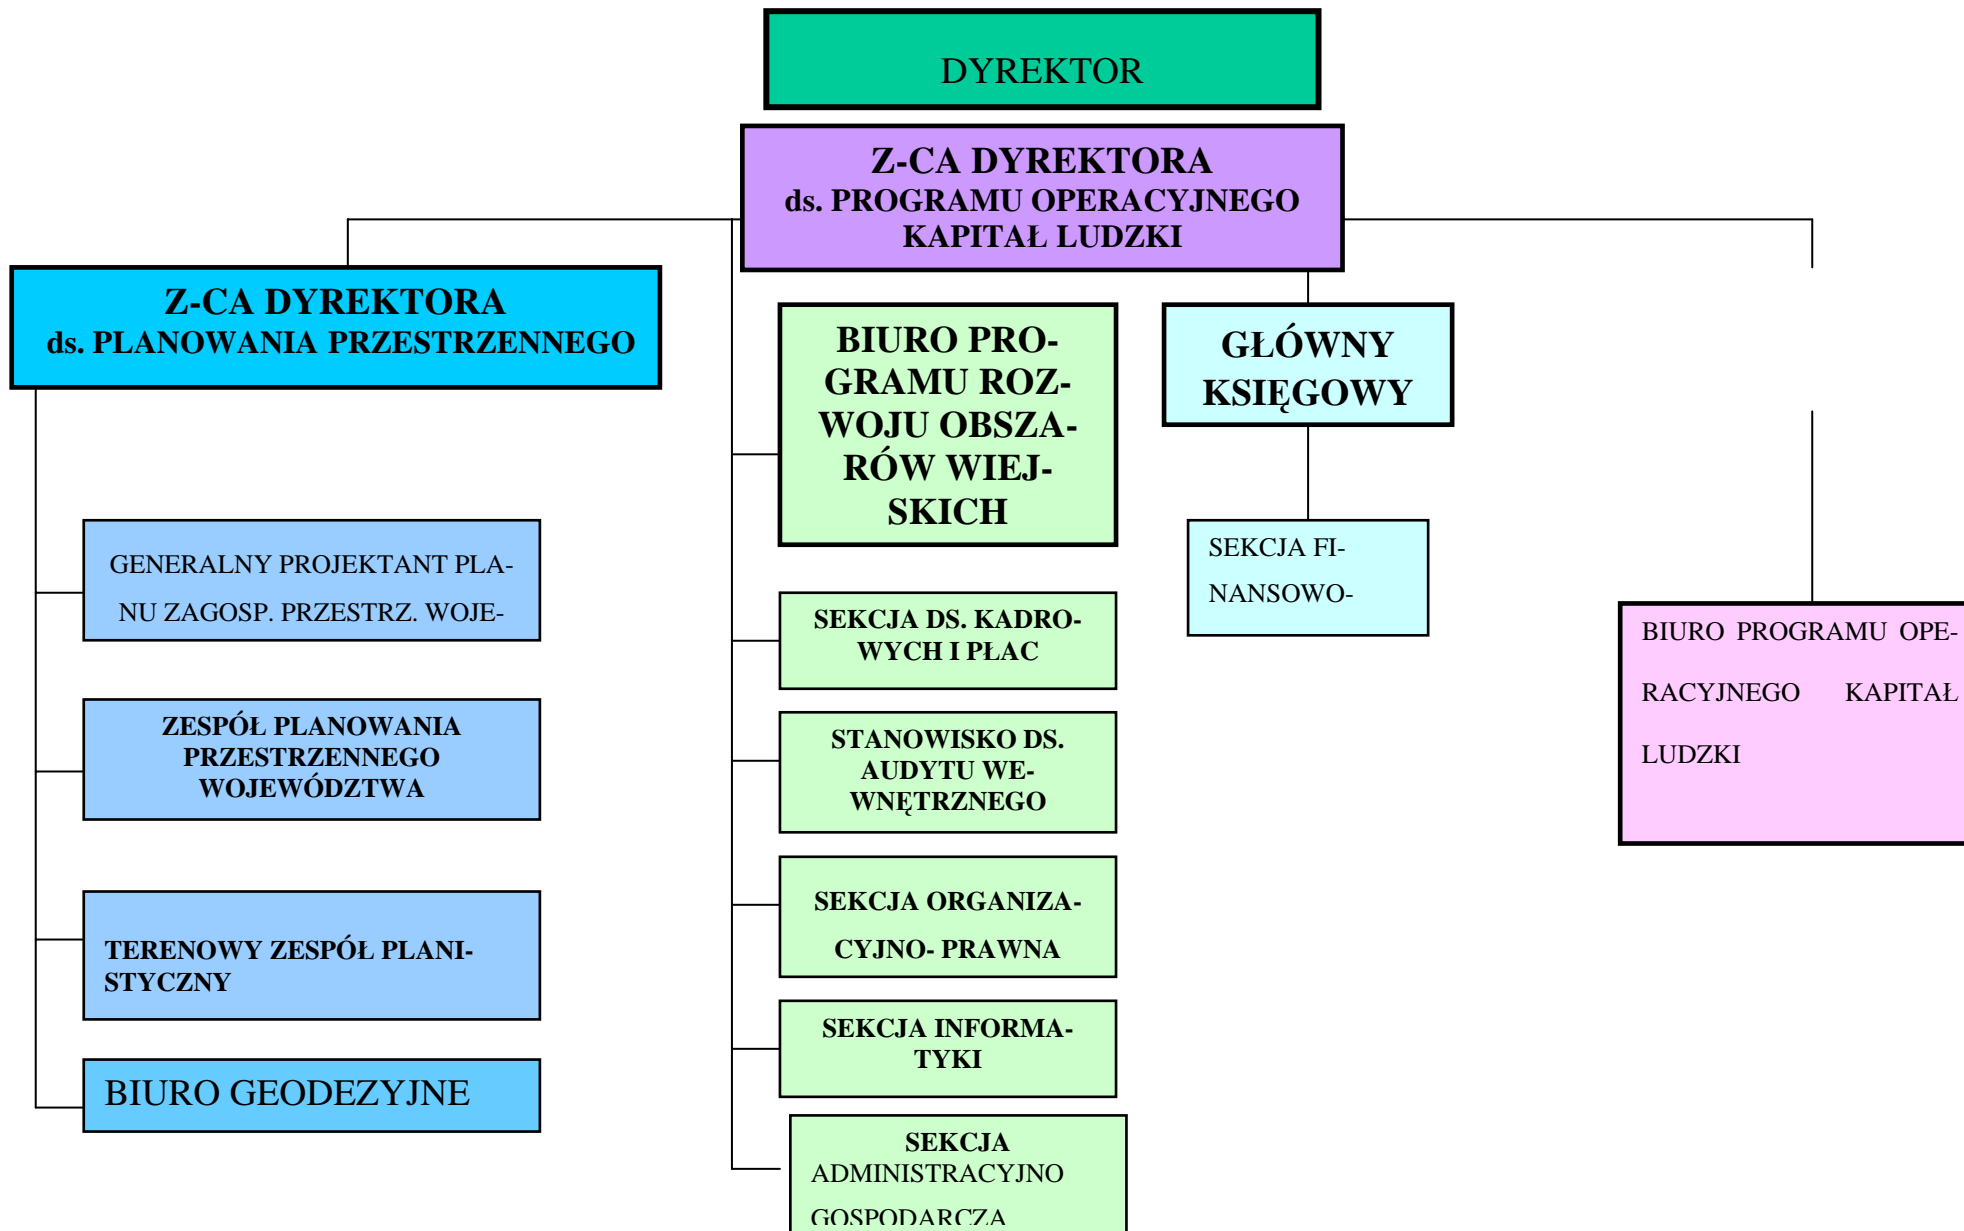 DYREKTOR
Z-CA DYREKTORA
ds. PROGRAMU OPERACYJNEGO
KAPITAŁ LUDZKI
Z-CA DYREKTORA
ds. PLANOWANIA PRZESTRZENNEGO
GENERALNY PROJEKTANT PLA-
NU ZAGOSP. PRZESTRZ. WOJE-
ZESPÓŁ PLANOWANIA
PRZESTRZENNEGO
WOJEWÓDZTWA
TERENOWY ZESPÓŁ PLANI-
STYCZNY
BIURO GEODEZYJNE
BIURO PRO-
GRAMU ROZ-
WOJU OBSZA-
RÓW WIEJ-
SKICH
SEKCJA DS. KADRO-
WYCH I PŁAC
STANOWISKO DS.
AUDYTU WE-
WNĘTRZNEGO
SEKCJA ORGANIZA-
CYJNO- PRAWNA
SEKCJA INFORMA-
TYKI
SEKCJA
ADMINISTRACYJNO
GOSPODARCZA
GŁÓWNY
KSIĘGOWY
SEKCJA FI-
NANSOWO-
BIURO PROGRAMU OPE-
RACYJNEGO KAPITAŁ
LUDZKI